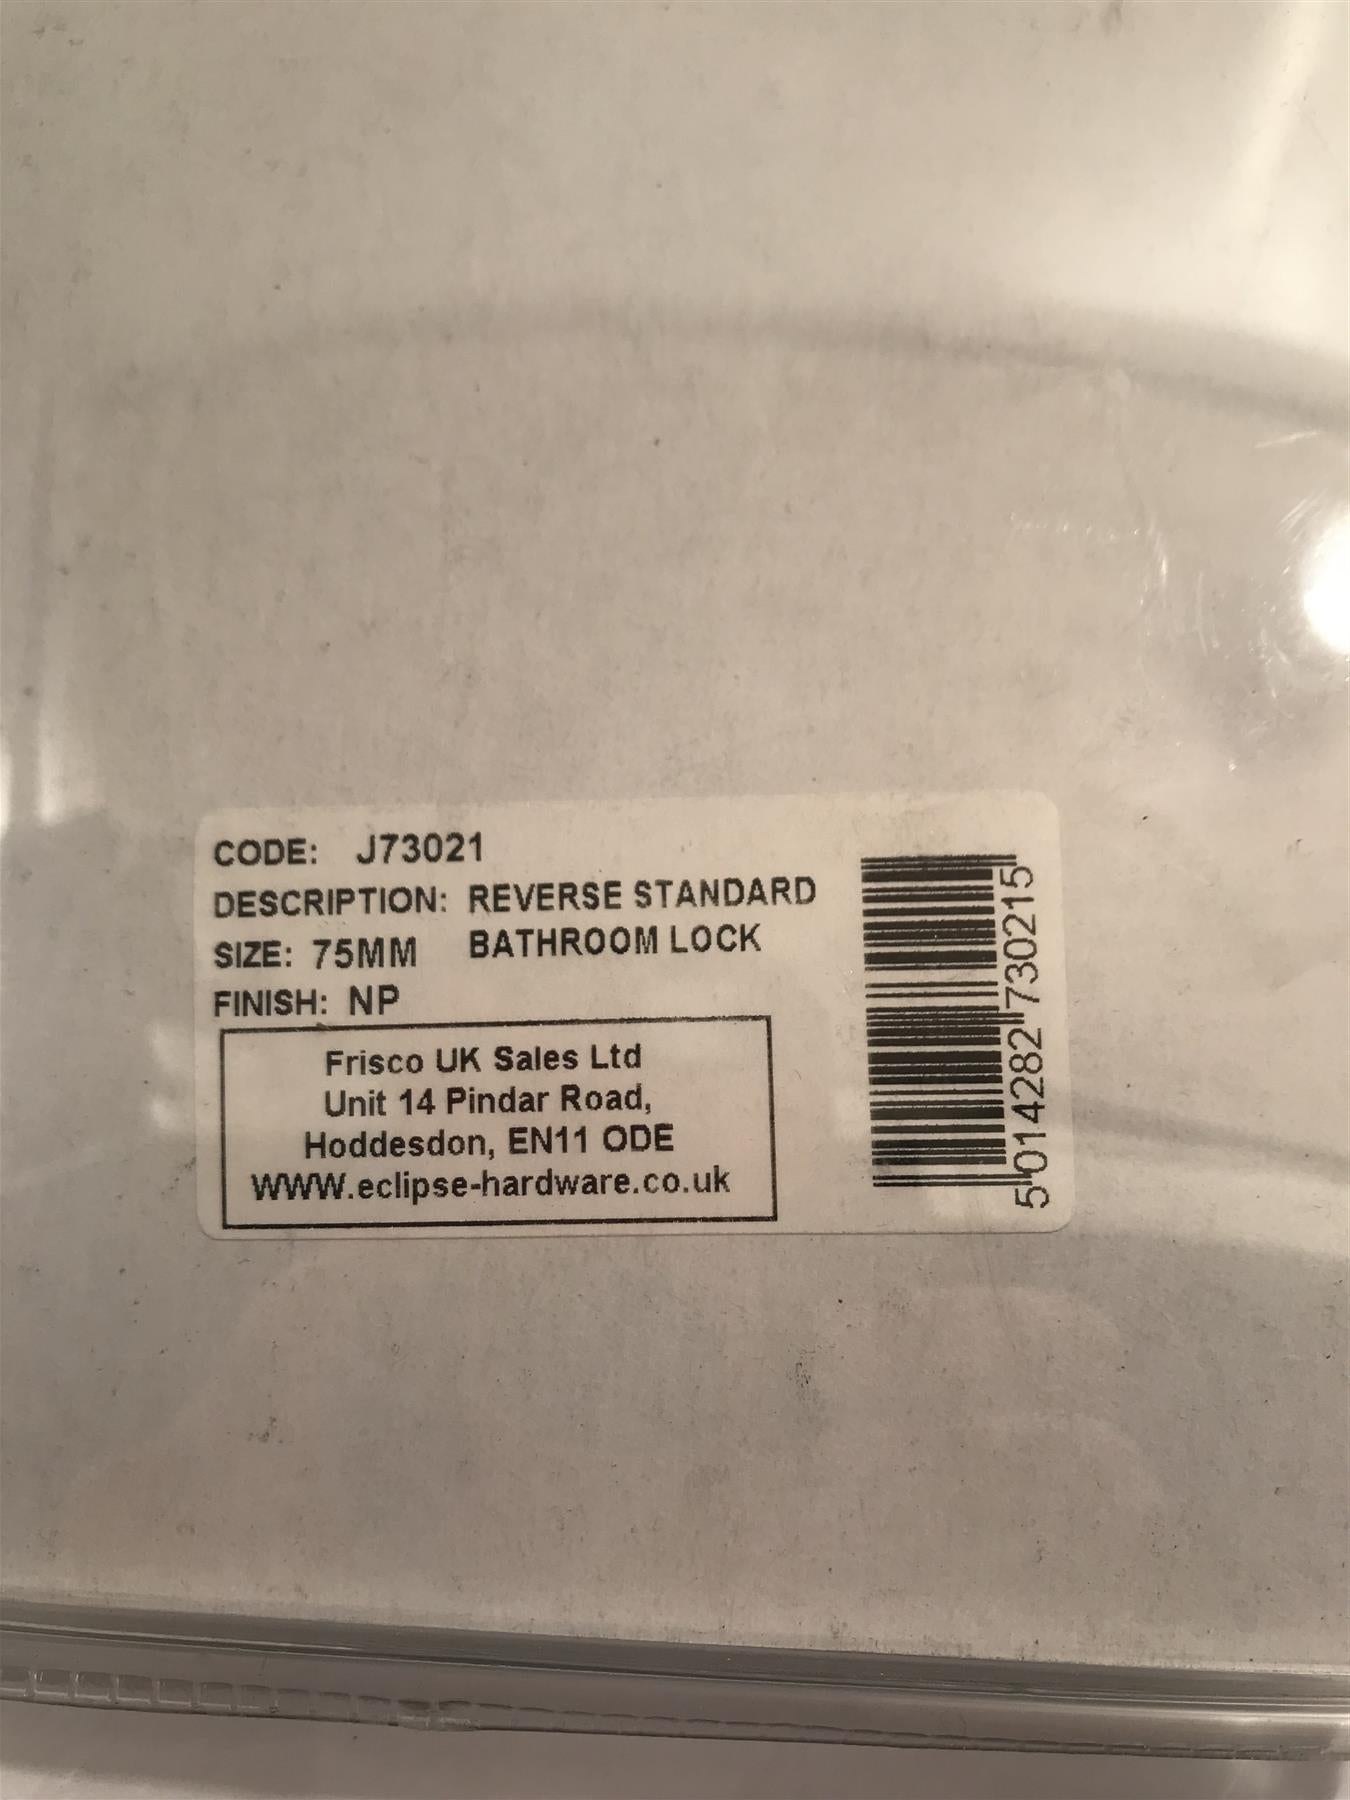 CODE: J73021
DESCRIPTION: REVERSE STANDARD
SIZE: 75MM BATHROOM LOCK
FINISH: NP
Frisco UK Sales Ltd
Unit 14 Pindar Road,
Hoddesdon, EN11 ODE
WWW.eclipse-hardware.co.uk
5 014282 730215